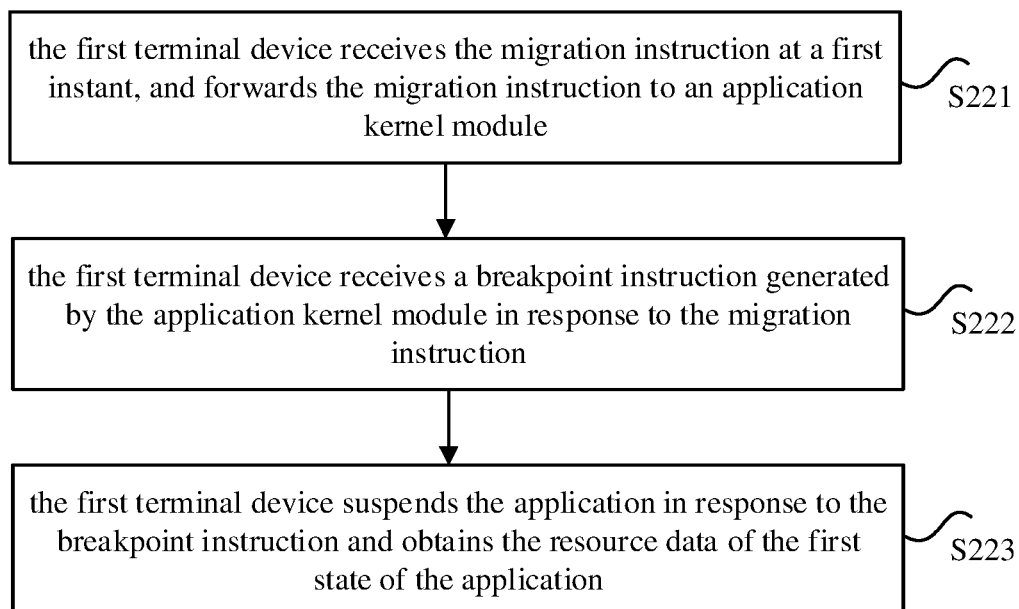 the first terminal device receives the migration instruction at a first
instant, and forwards the migration instruction to an application
kernel module
S221
the first terminal device receives a breakpoint instruction generated
by the application kernel module in response to the migration
instruction
S222
the first terminal device suspends the application in response to the
breakpoint instruction and obtains the resource data of the first
state of the application
S223